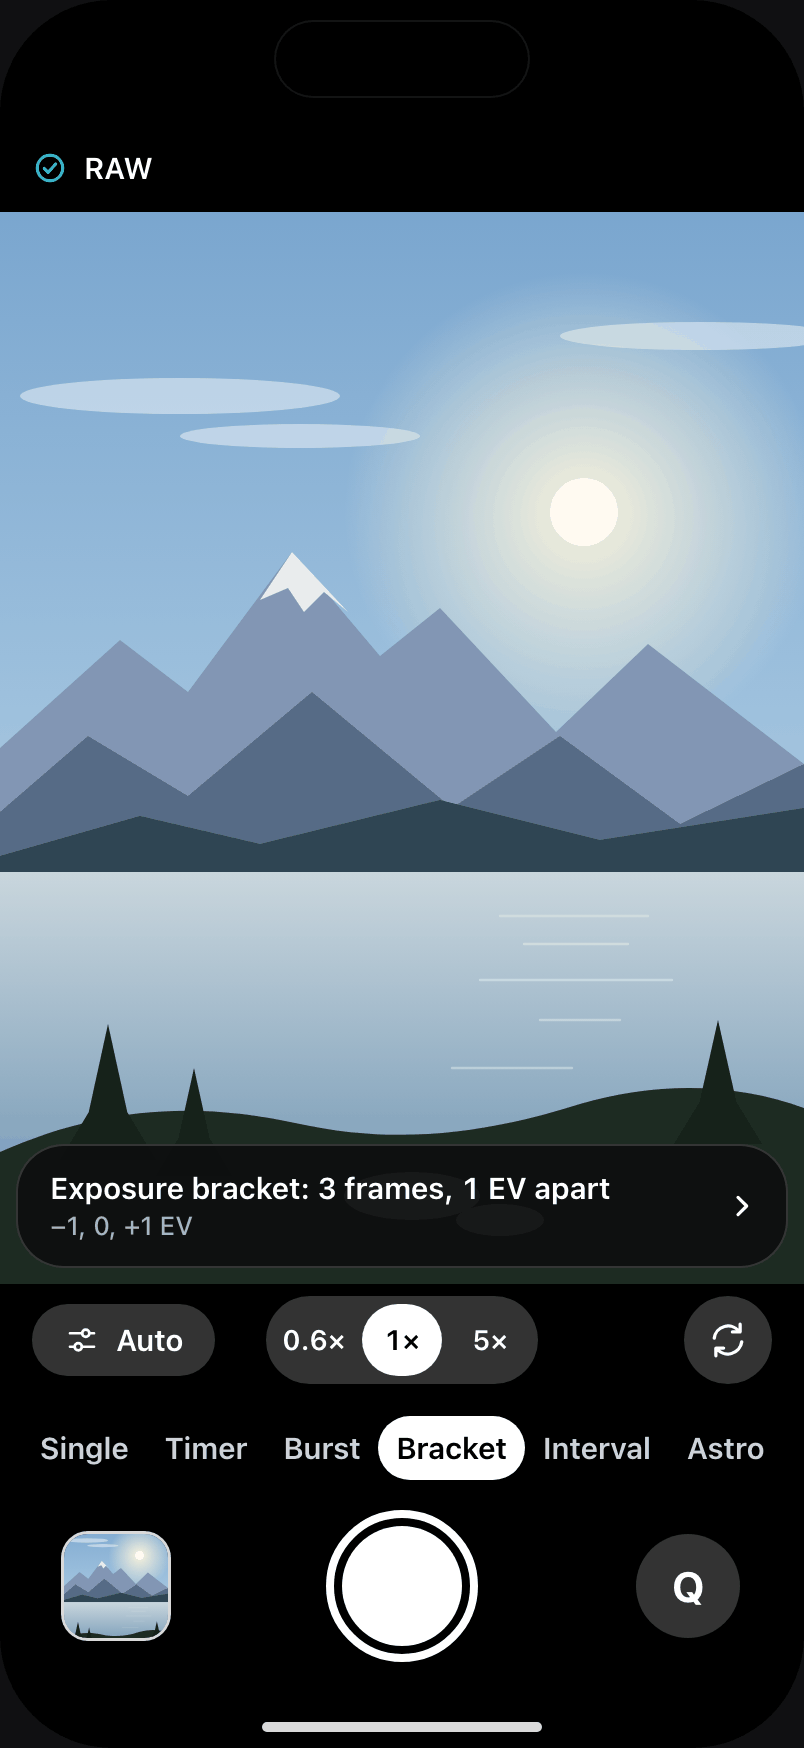 RAW
Exposure bracket: 3 frames, 1 EV apart
−1, 0, +1 EV
Auto 0.6× 1× 5×
Single Timer Burst Bracket Interval Astro
Q